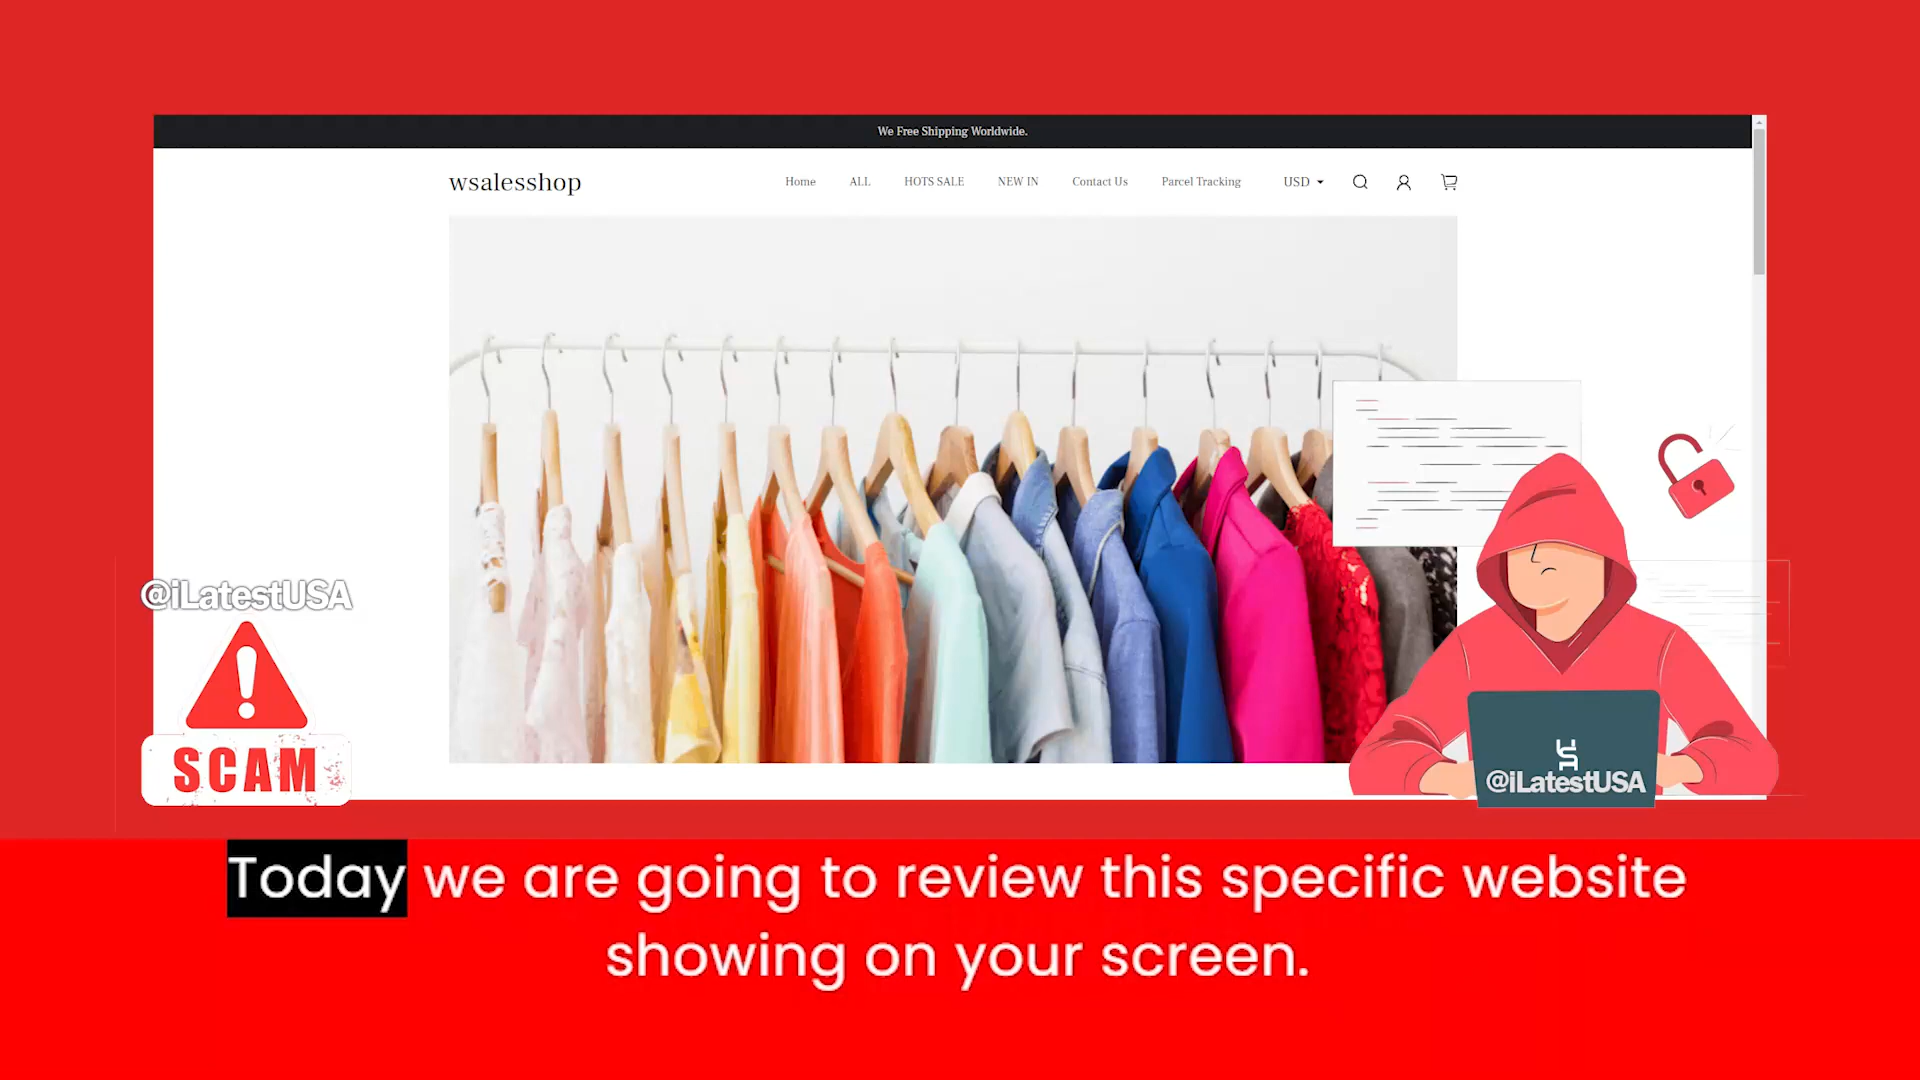 We Free Shipping Worldwide.
wsalesshop
Home ALL HOTS SALE NEW IN Contact Us Parcel Tracking USD
@iLatestUSA
SCAM
@iLatestUSA
Today we are going to review this specific website
showing on your screen.